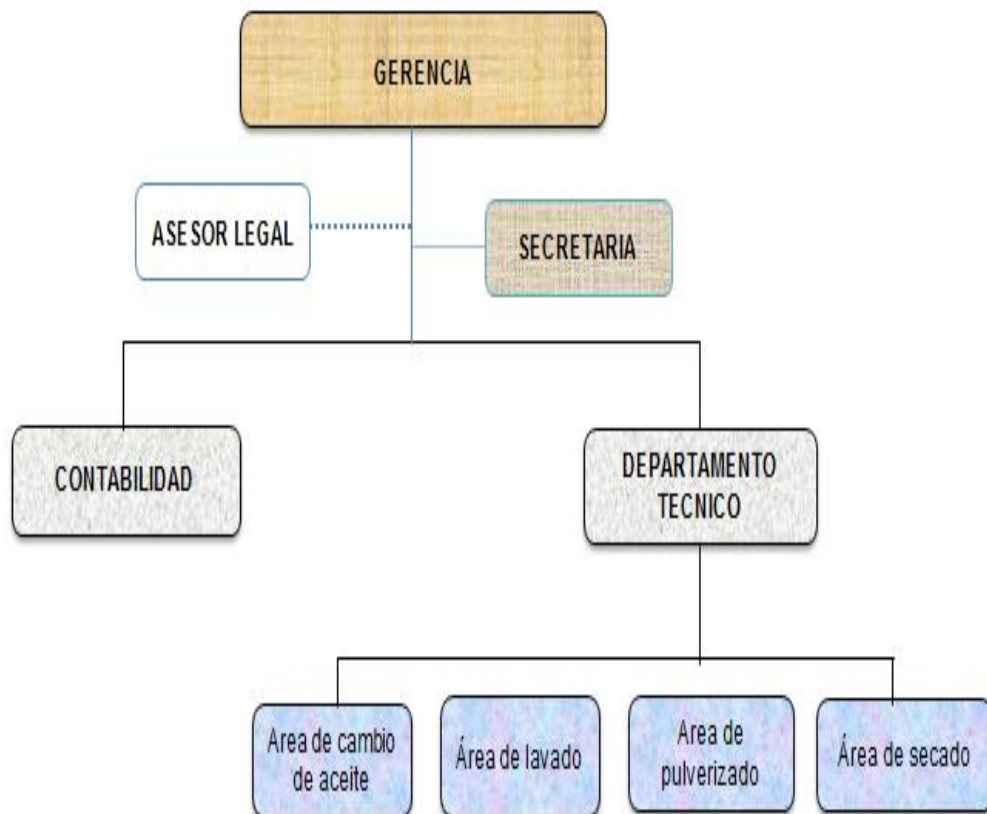 GERENCIA
ASESOR LEGAL
SECRETARIA
CONTABILIDAD
DEPARTAMENTO
TECNICO
Area de cambio
de aceite
Área de lavado
Area de
pulverizado
Área de secado